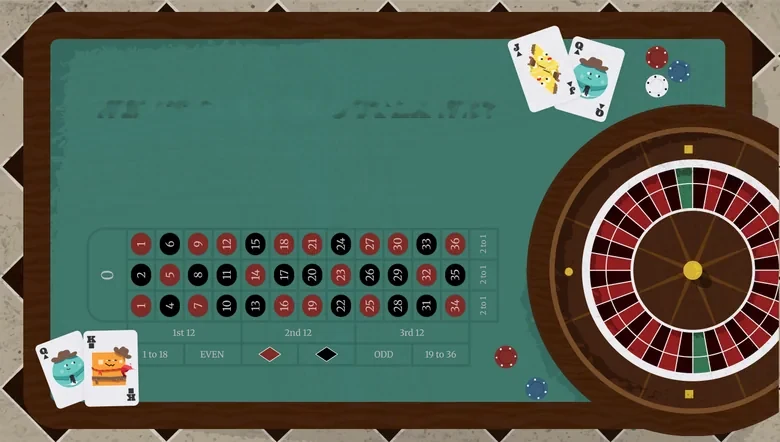 J Q
J Q
1 6 9 12 15 18 21 24 27 30 33 36 2 to 1
0 2 5 8 11 14 17 20 23 26 29 32 35 2 to 1
1 4 7 10 13 16 19 22 25 28 31 34 2 to 1
1st 12 2nd 12 3rd 12
1 to 18 EVEN ODD 19 to 36
Q K
K